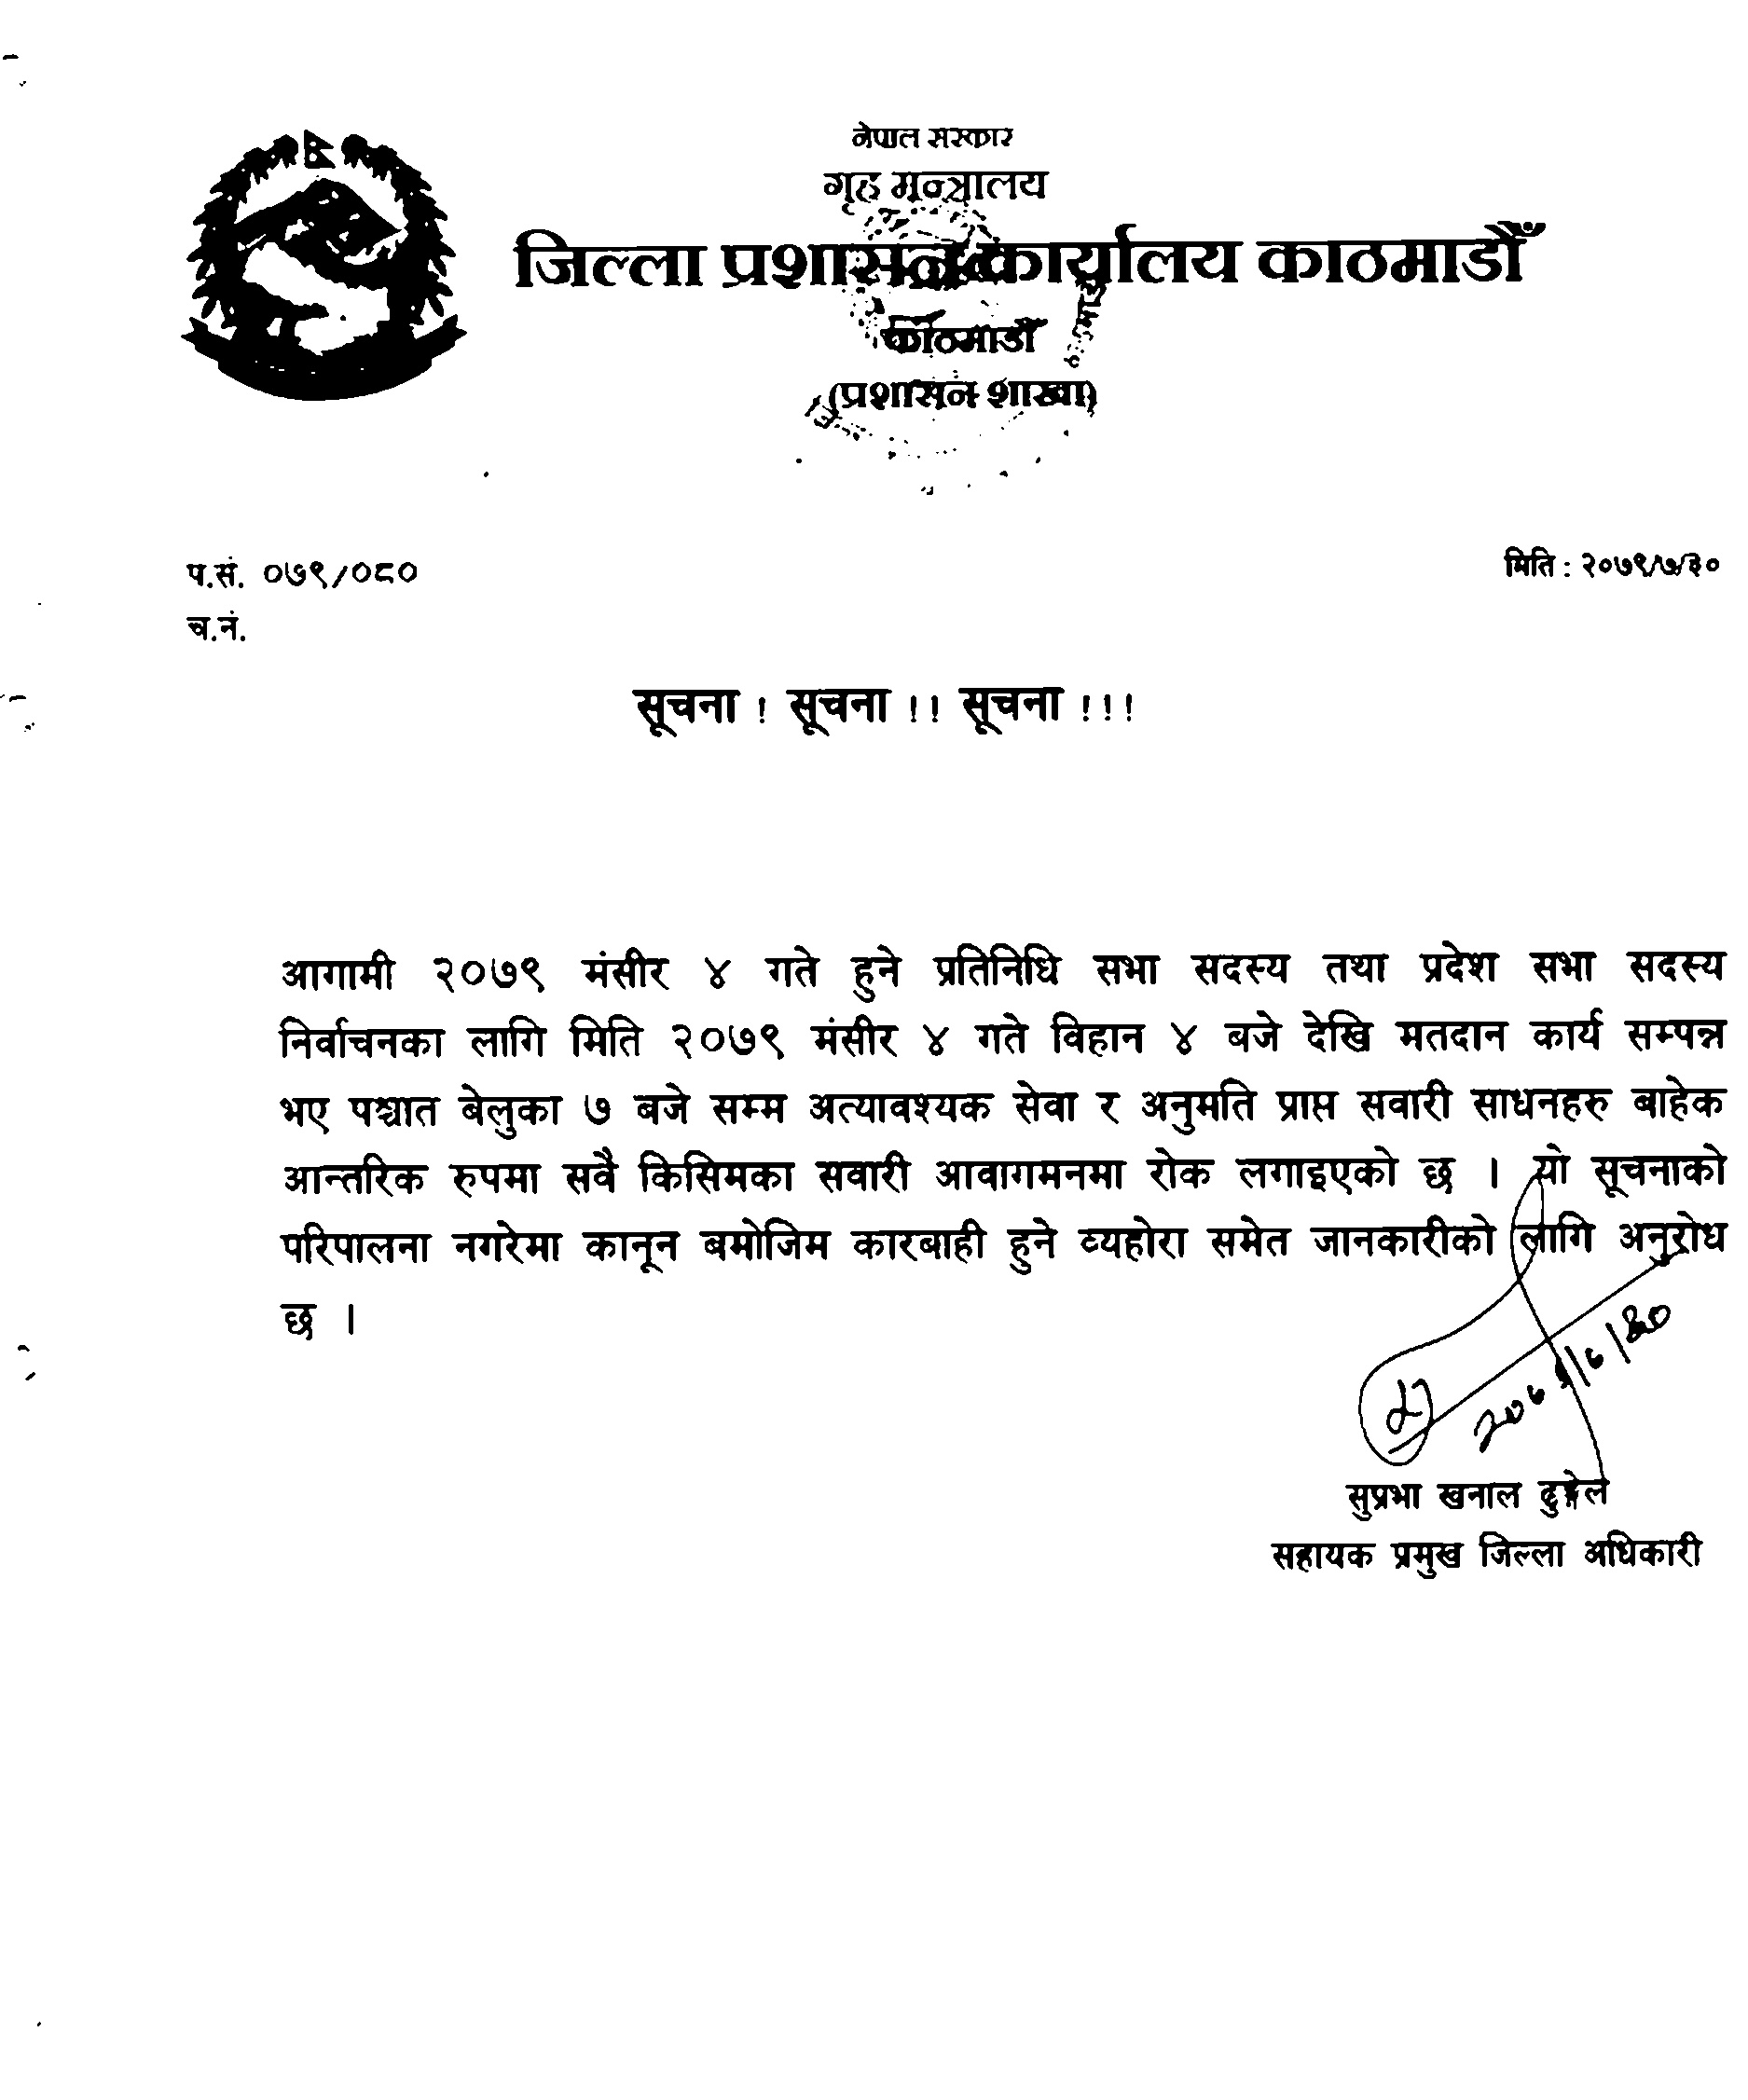 नेपाल सरकार
गृह मन्त्रालय
जिल्ला प्रशासन कार्यालय काठमाडौँ
काठमाडौँ
(प्रशासन शाखा)
प.सं. ०७९/०८०
मिति : २०७९/७/३०
च.नं.
सूचना ! सूचना !! सूचना !!!
आगामी २०७९ मंसीर ४ गते हुने प्रतिनिधि सभा सदस्य तथा प्रदेश सभा सदस्य
निर्वाचनका लागि मिति २०७९ मंसीर ४ गते विहान ४ बजे देखि मतदान कार्य सम्पन्न
भए पश्चात बेलुका ७ बजे सम्म अत्यावश्यक सेवा र अनुमति प्राप्त सवारी साधनहरु बाहेक
आन्तरिक रुपमा सवै किसिमका सवारी आवागमनमा रोक लगाइएको छ । यो सूचनाको
परिपालना नगरेमा कानून बमोजिम कारबाही हुने व्यहोरा समेत जानकारीको लागि अनुरोध
छ ।
२०७९/७/३०
सुप्रभा खनाल ढुङ्गेल
सहायक प्रमुख जिल्ला अधिकारी